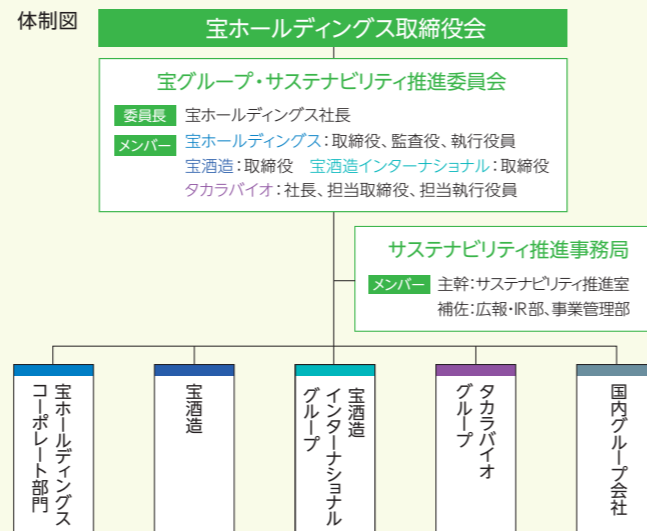 体制図
宝ホールディングス取締役会
宝グループ・サステナビリティ推進委員会
委員長 宝ホールディングス社長
メンバー 宝ホールディングス：取締役、監査役、執行役員
宝酒造：取締役 宝酒造インターナショナル：取締役
タカラバイオ：社長、担当取締役、担当執行役員
サステナビリティ推進事務局
メンバー 主幹：サステナビリティ推進室
補佐：広報・IR部、事業管理部
宝ホールディングス
コーポレート部門
宝酒造
宝酒造
インターナショナル
グループ
タカラバイオ
グループ
国内グループ会社